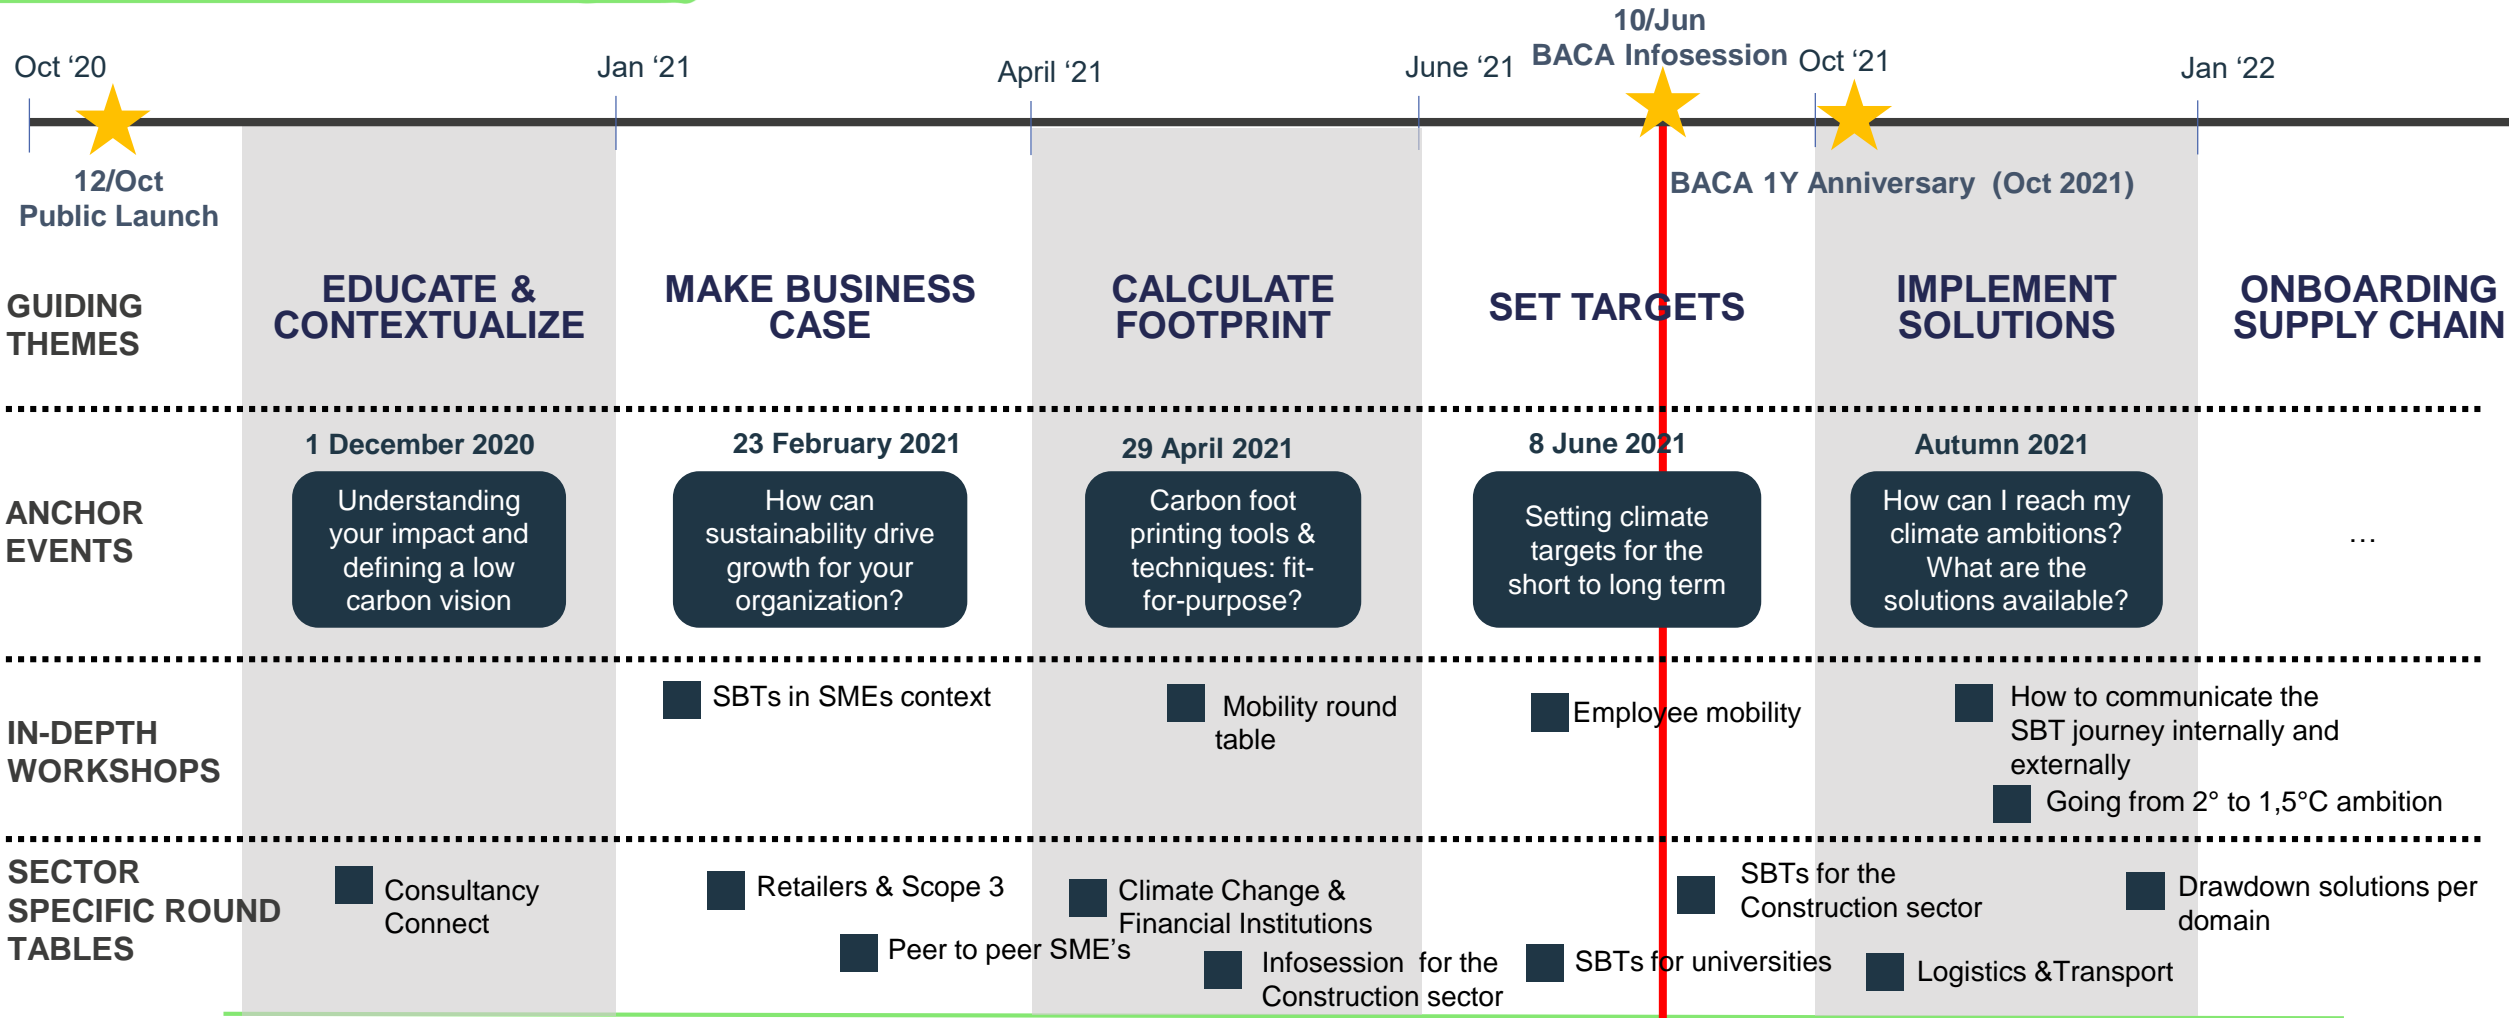 10/Jun
BACA Infosession
Oct ‘20
Jan ‘21
April ‘21
June ‘21
Oct ‘21
Jan ‘22
12/Oct
Public Launch
BACA 1Y Anniversary (Oct 2021)
GUIDING
THEMES
EDUCATE &
CONTEXTUALIZE
MAKE BUSINESS
CASE
CALCULATE
FOOTPRINT
SET TARGETS
IMPLEMENT
SOLUTIONS
ONBOARDING
SUPPLY CHAIN
ANCHOR
EVENTS
1 December 2020
Understanding
your impact and
defining a low
carbon vision
23 February 2021
How can
sustainability drive
growth for your
organization?
29 April 2021
Carbon foot
printing tools &
techniques: fit-
for-purpose?
8 June 2021
Setting climate
targets for the
short to long term
Autumn 2021
How can I reach my
climate ambitions?
What are the
solutions available?
…
IN-DEPTH
WORKSHOPS
SBTs in SMEs context
Mobility round
table
Employee mobility
How to communicate the
SBT journey internally and
externally
Going from 2° to 1,5°C ambition
SECTOR
SPECIFIC ROUND
TABLES
Consultancy
Connect
Retailers & Scope 3
Peer to peer SME’s
Climate Change &
Financial Institutions
Infosession for the
Construction sector
SBTs for universities
SBTs for the
Construction sector
Logistics &Transport
Drawdown solutions per
domain